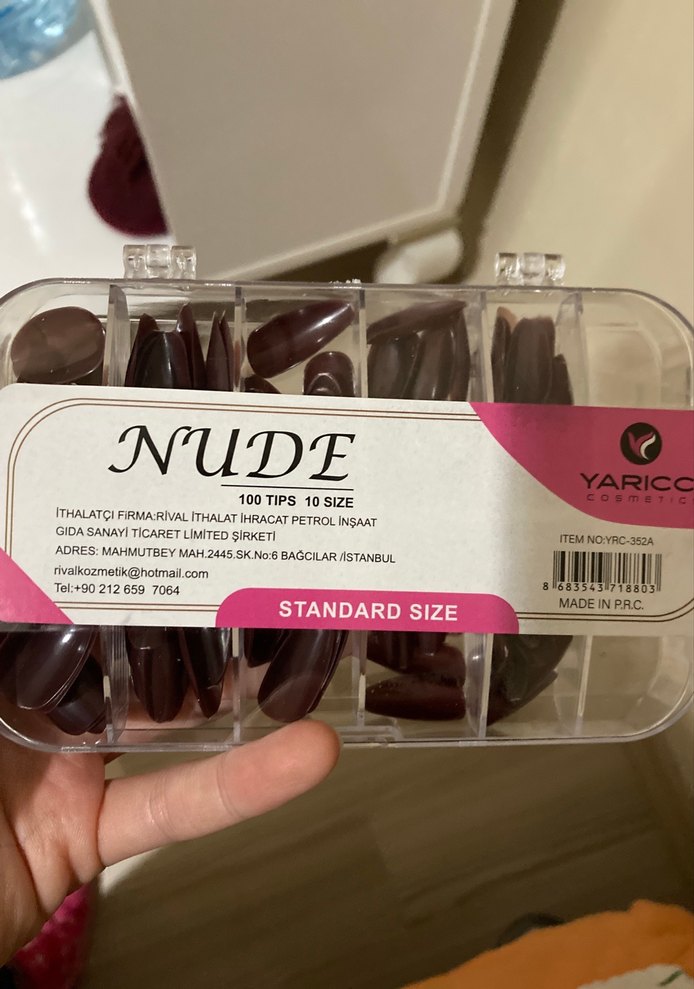 NUDE
100 TIPS 10 SIZE
İTHALATÇI FiRMA:RİVAL İTHALAT İHRACAT PETROL İNŞAAT
GIDA SANAYİ TİCARET LİMİTED ŞİRKETİ
ADRES: MAHMUTBEY MAH.2445.SK.No:6 BAĞCILAR /İSTANBUL
rivalkozmetik@hotmail.com
Tel:+90 212 659 7064
STANDARD SIZE
YARICC
COSMETIC
ITEM NO:YRC-352A
8 683543 718803
MADE IN P.R.C.